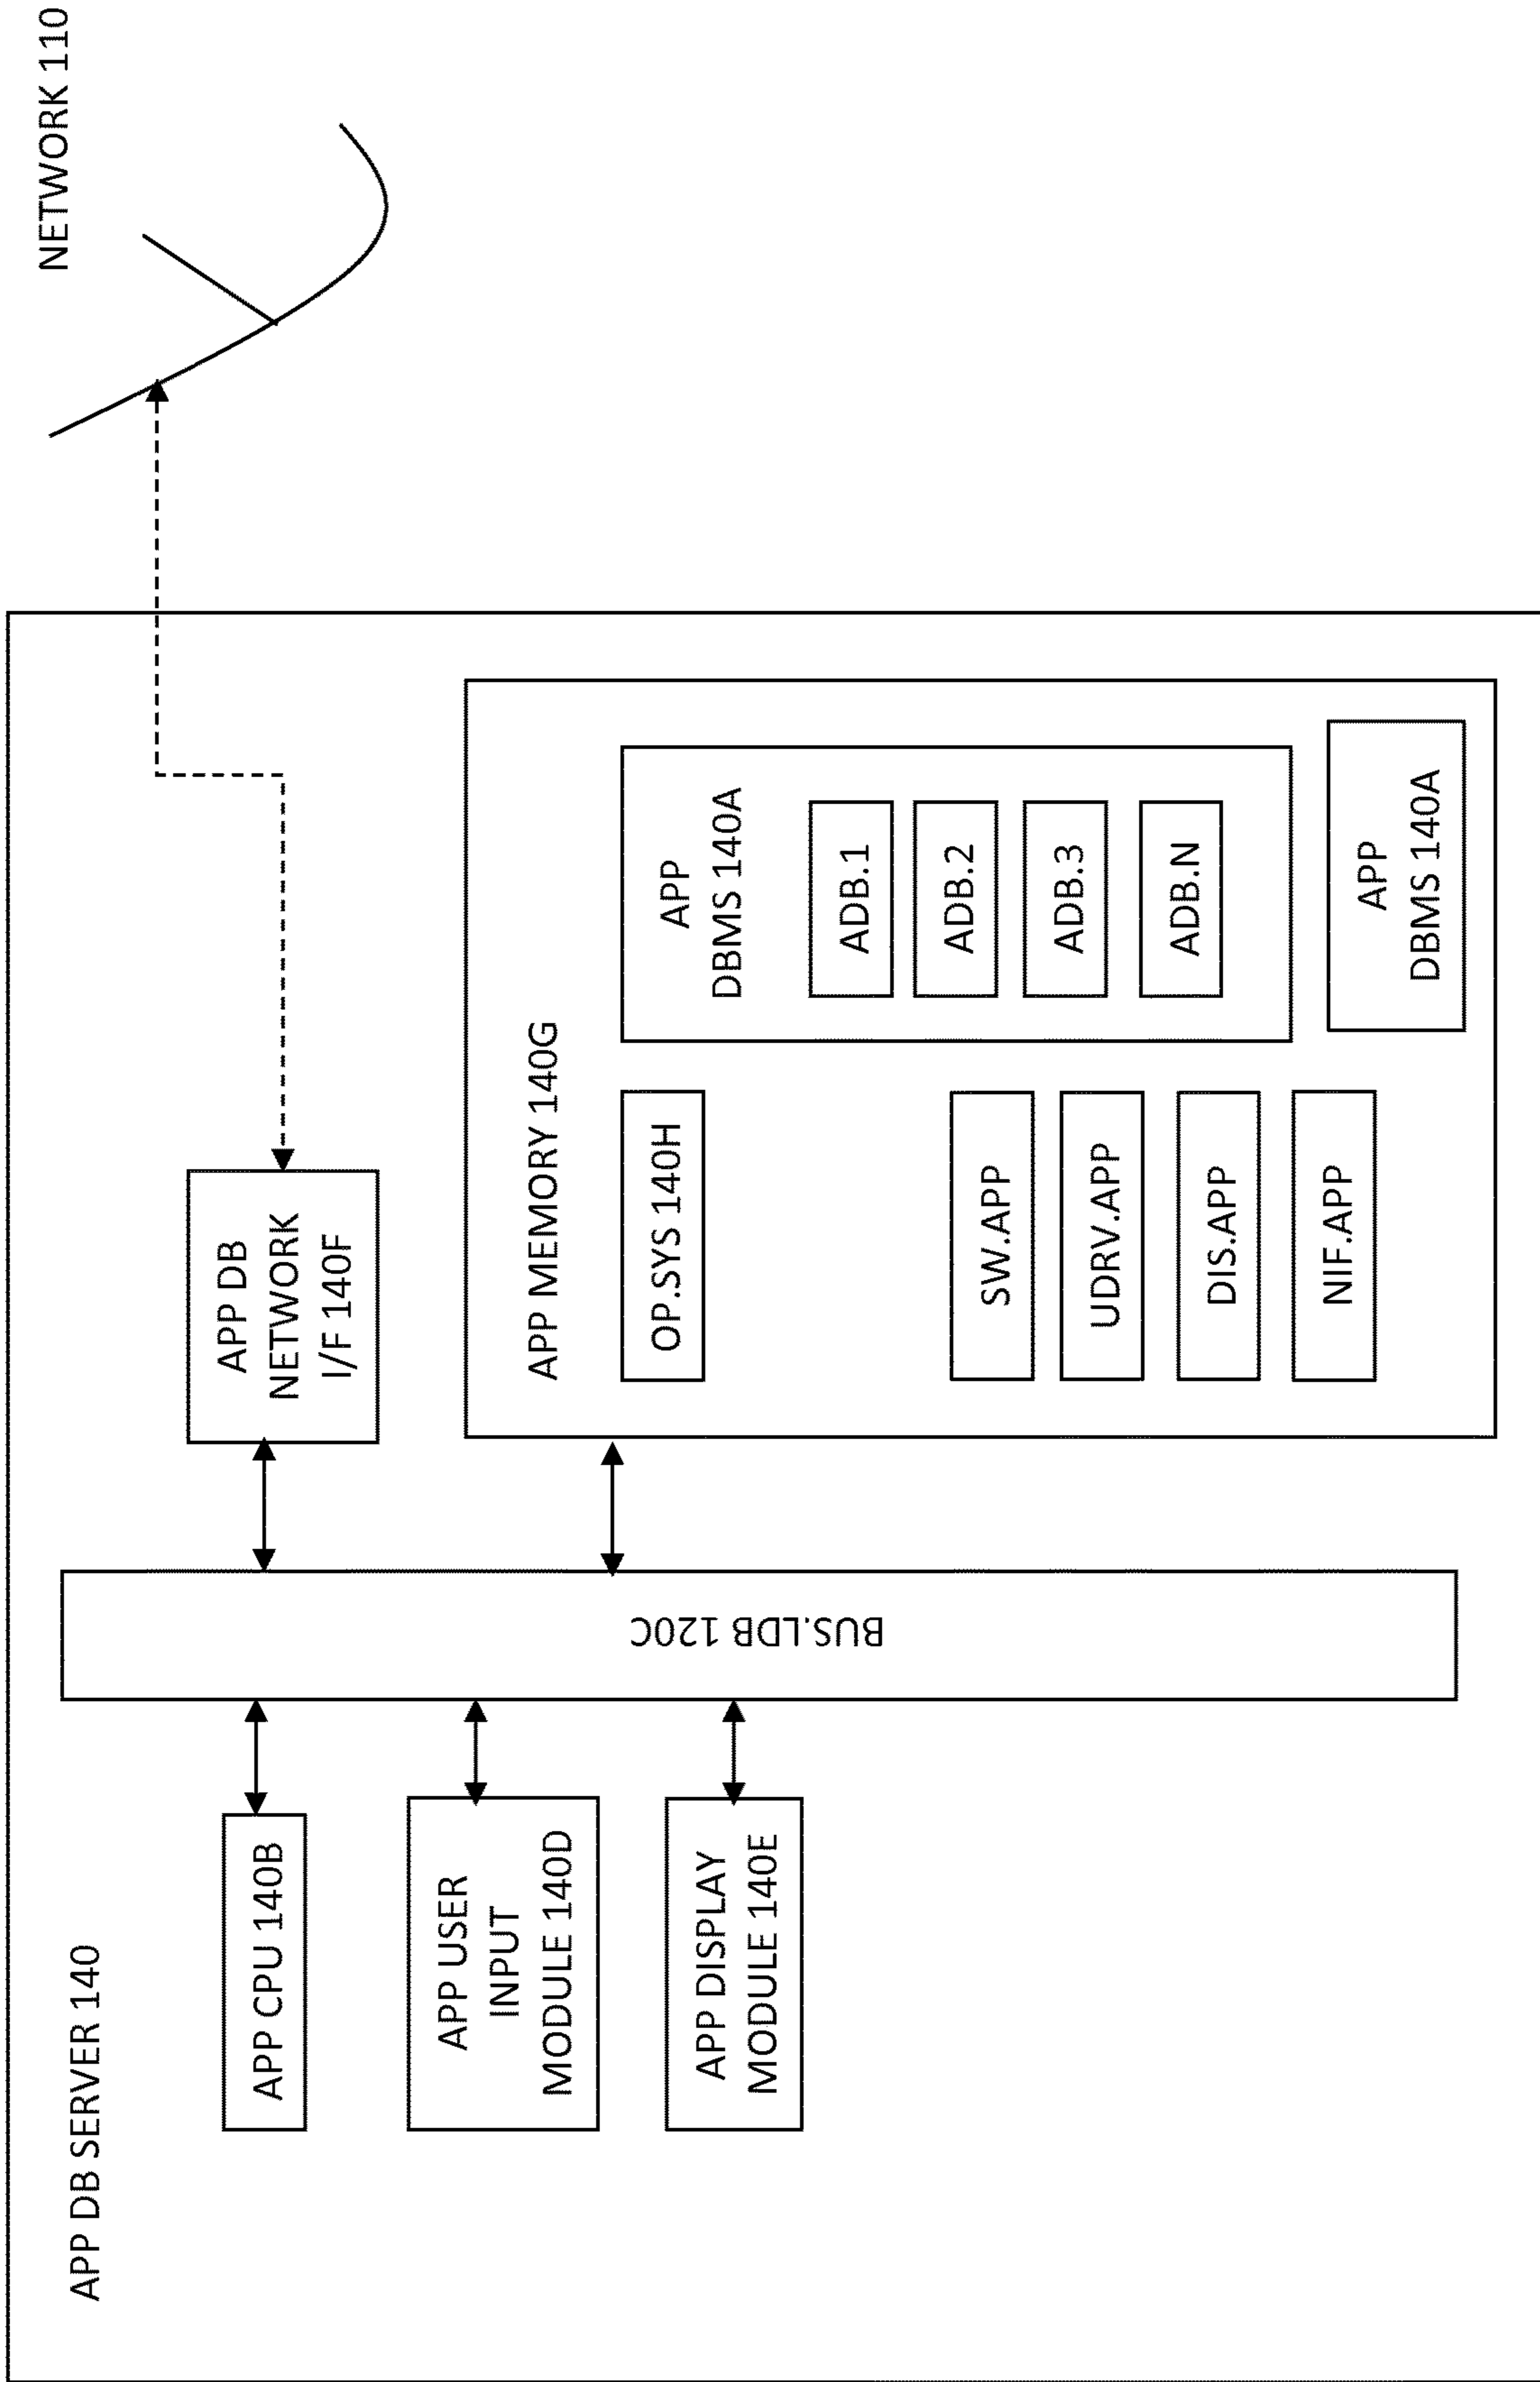 NETWORK 110
APP DB SERVER 140
APP CPU 140B
APP USER
INPUT
MODULE 140D
APP DISPLAY
MODULE 140E
BUS.LDB 120C
APP DB
NETWORK
I/F 140F
APP MEMORY 140G
OP.SYS 140H
SW.APP
UDRV.APP
DIS.APP
NIF.APP
APP
DBMS 140A
ADB.1
ADB.2
ADB.3
ADB.N
APP
DBMS 140A